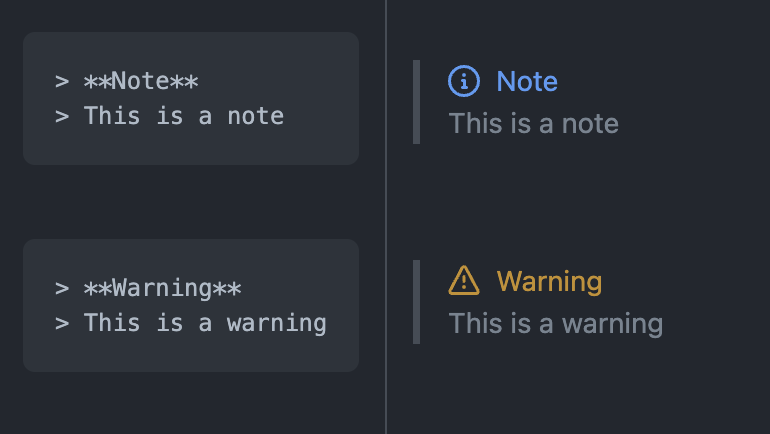 > **Note**
> This is a note
Note
This is a note
> **Warning**
> This is a warning
Warning
This is a warning